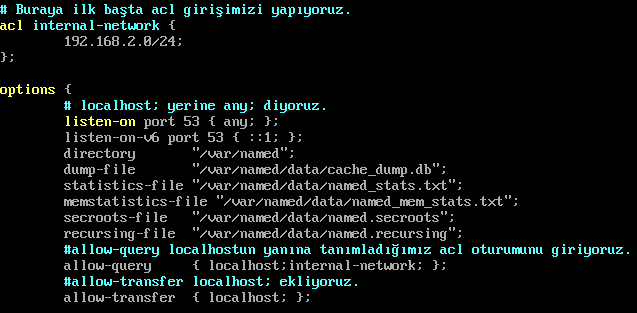 # Buraya ilk başta acl girişimizi yapıyoruz.
acl internal-network {
        192.168.2.0/24;
};

options {
        # localhost; yerine any; diyoruz.
        listen-on port 53 { any; };
        listen-on-v6 port 53 { ::1; };
        directory       "/var/named";
        dump-file       "/var/named/data/cache_dump.db";
        statistics-file "/var/named/data/named_stats.txt";
        memstatistics-file "/var/named/data/named_mem_stats.txt";
        secroots-file   "/var/named/data/named.secroots";
        recursing-file  "/var/named/data/named.recursing";
        #allow-query localhostun yanına tanımladığımız acl oturumunu giriyoruz.
        allow-query     { localhost;internal-network; };
        #allow-transfer localhost; ekliyoruz.
        allow-transfer  { localhost; };